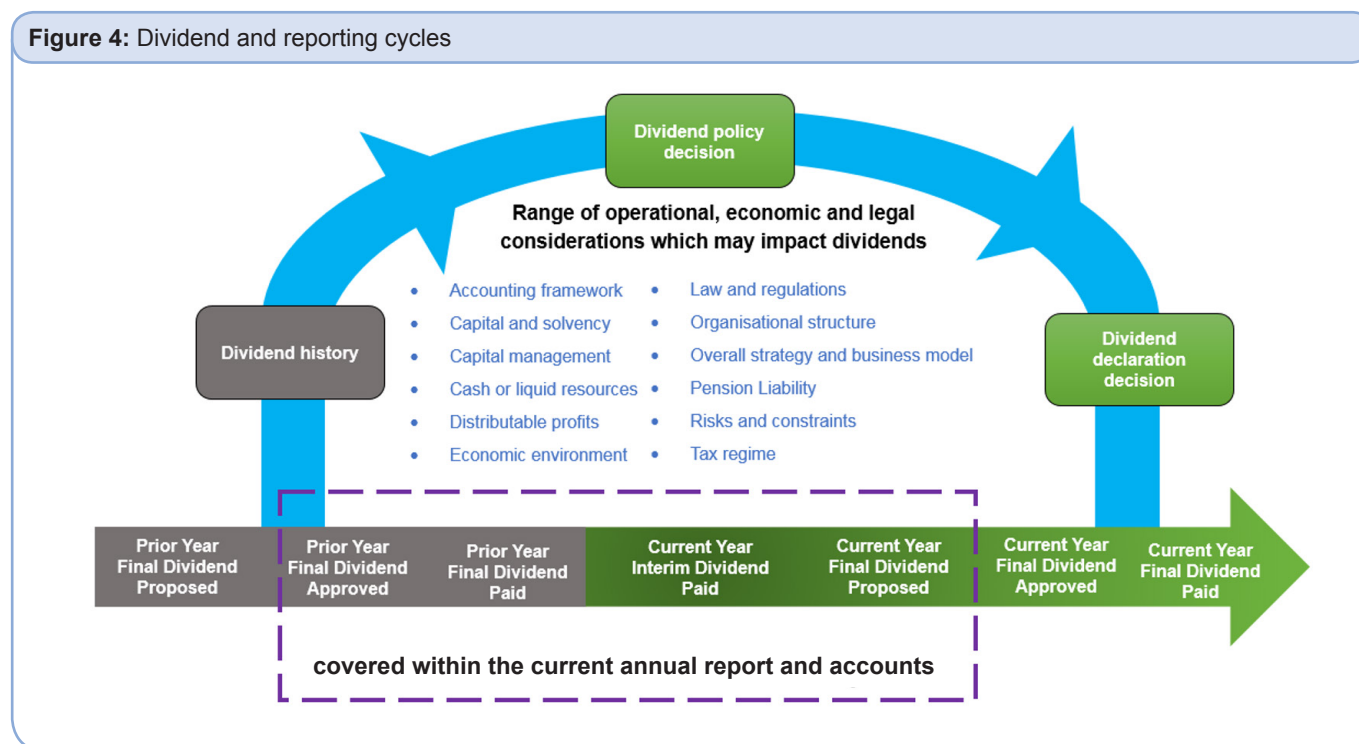 Figure 4: Dividend and reporting cycles
Dividend policy
decision
Range of operational, economic and legal
considerations which may impact dividends
Dividend history
• Accounting framework
• Capital and solvency
• Capital management
• Cash or liquid resources
• Distributable profits
• Economic environment
• Law and regulations
• Organisational structure
• Overall strategy and business model
• Pension Liability
• Risks and constraints
• Tax regime
Dividend
declaration
decision
Prior Year
Final Dividend
Proposed
Prior Year
Final Dividend
Approved
Prior Year
Final Dividend
Paid
Current Year
Interim Dividend
Paid
Current Year
Final Dividend
Proposed
Current Year
Final Dividend
Approved
Current Year
Final Dividend
Paid
covered within the current annual report and accounts